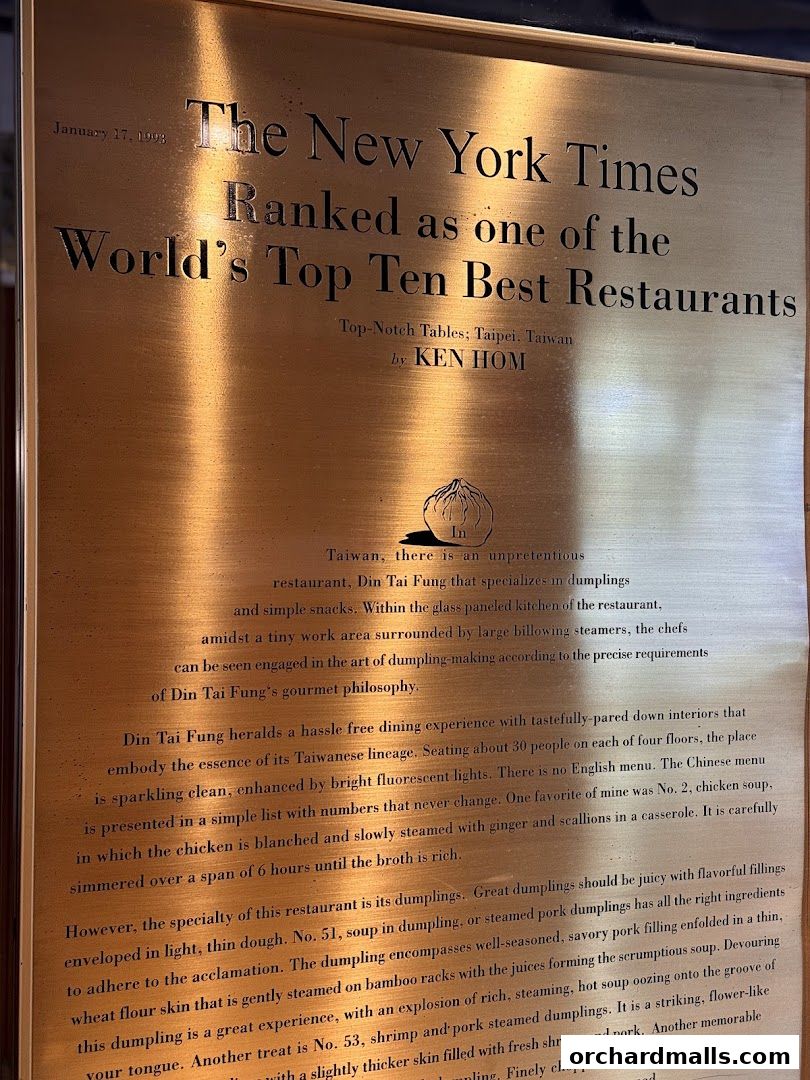 January 17, 1993
The New York Times
Ranked as one of the
World's Top Ten Best Restaurants
Top-Notch Tables; Taipei, Taiwan
by KEN HOM
In
Taiwan, there is an unpretentious
restaurant, Din Tai Fung that specializes in dumplings
and simple snacks. Within the glass paneled kitchen of the restaurant,
amidst a tiny work area surrounded by large billowing steamers, the chefs
can be seen engaged in the art of dumpling-making according to the precise requirements
of Din Tai Fung's gourmet philosophy.
Din Tai Fung heralds a hassle free dining experience with tastefully-pared down interiors that
embody the essence of its Taiwanese lineage. Seating about 30 people on each of four floors, the place
is sparkling clean, enhanced by bright fluorescent lights. There is no English menu. The Chinese menu
is presented in a simple list with numbers that never change. One favorite of mine was No. 2, chicken soup,
in which the chicken is blanched and slowly steamed with ginger and scallions in a casserole. It is carefully
simmered over a span of 6 hours until the broth is rich.
However, the specialty of this restaurant is its dumplings. Great dumplings should be juicy with flavorful fillings
enveloped in light, thin dough. No. 51, soup in dumpling, or steamed pork dumplings has all the right ingredients
to adhere to the acclamation. The dumpling encompasses well-seasoned, savory pork filling enfolded in a thin,
wheat flour skin that is gently steamed on bamboo racks with the juices forming the scrumptious soup. Devouring
this dumpling is a great experience, with an explosion of rich, steaming, hot soup oozing onto the groove of
your tongue. Another treat is No. 53, shrimp and pork steamed dumplings. It is a striking, flower-like
with a slightly thicker skin filled with fresh pork. Another memorable
Finely
orchardmalls.com